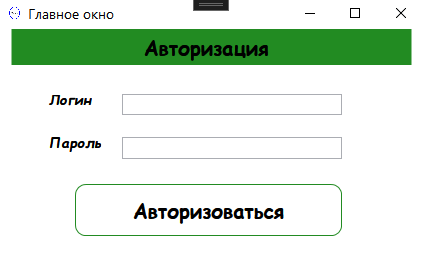 Главное окно
Авторизация
Логин
Пароль
Авторизоваться